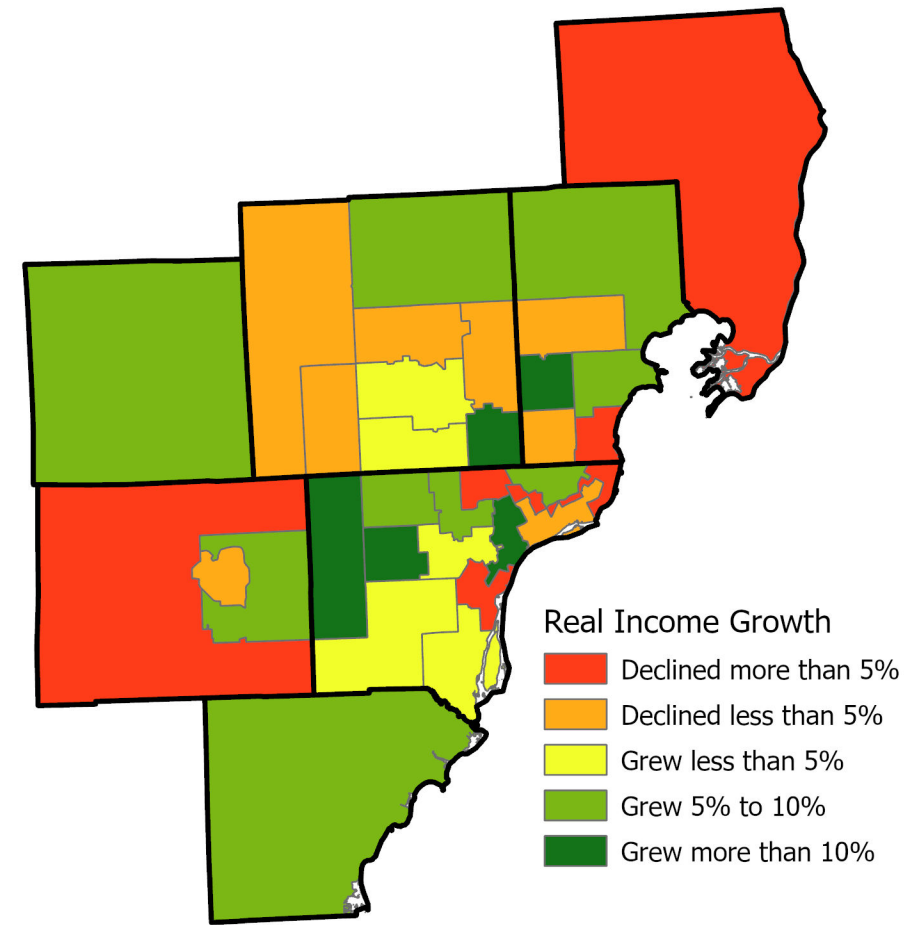 Real Income Growth
Declined more than 5%
Declined less than 5%
Grew less than 5%
Grew 5% to 10%
Grew more than 10%